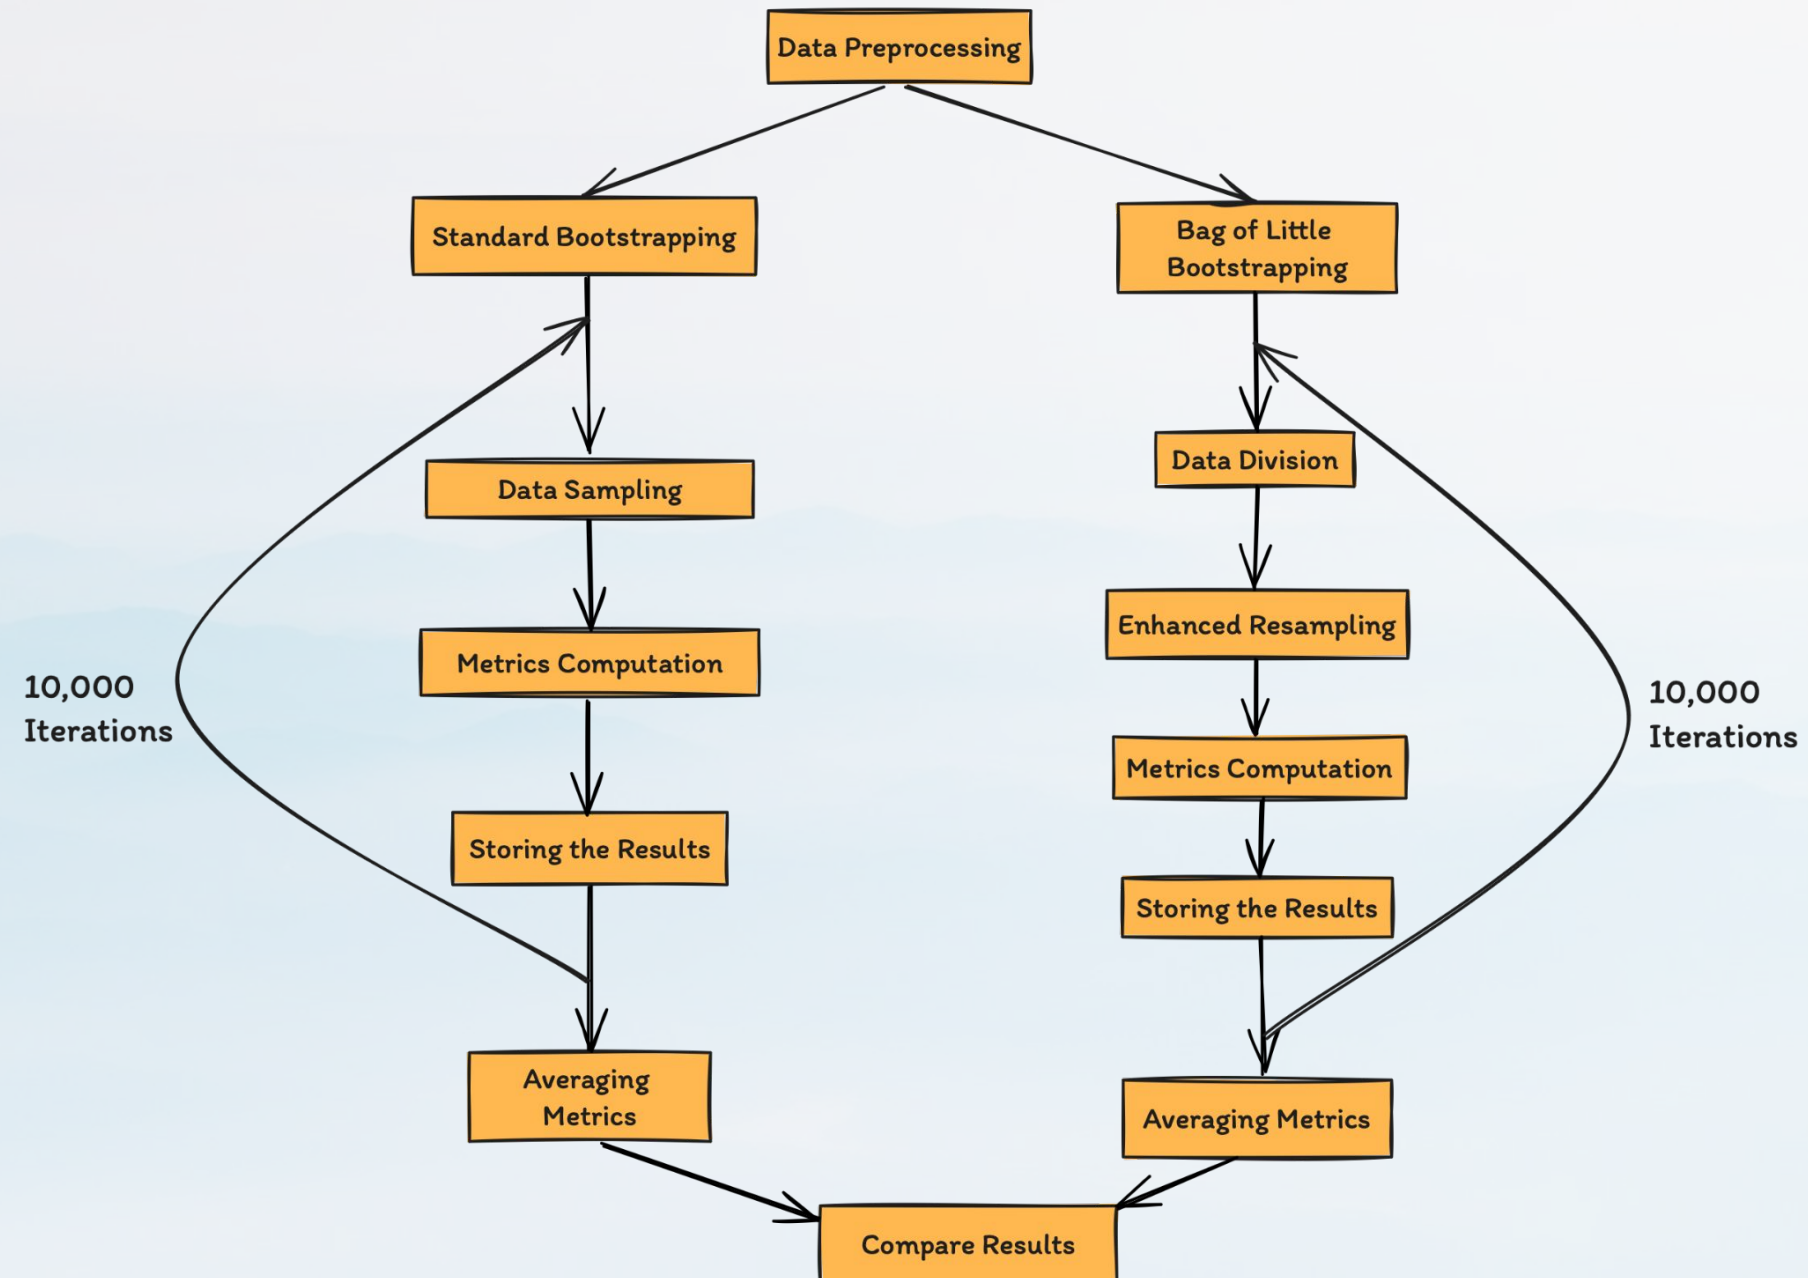 Data Preprocessing
Standard Bootstrapping
Bag of Little
Bootstrapping
Data Sampling
Data Division
Metrics Computation
Enhanced Resampling
10,000
Iterations
Metrics Computation
10,000
Iterations
Storing the Results
Storing the Results
Averaging
Metrics
Averaging Metrics
Compare Results